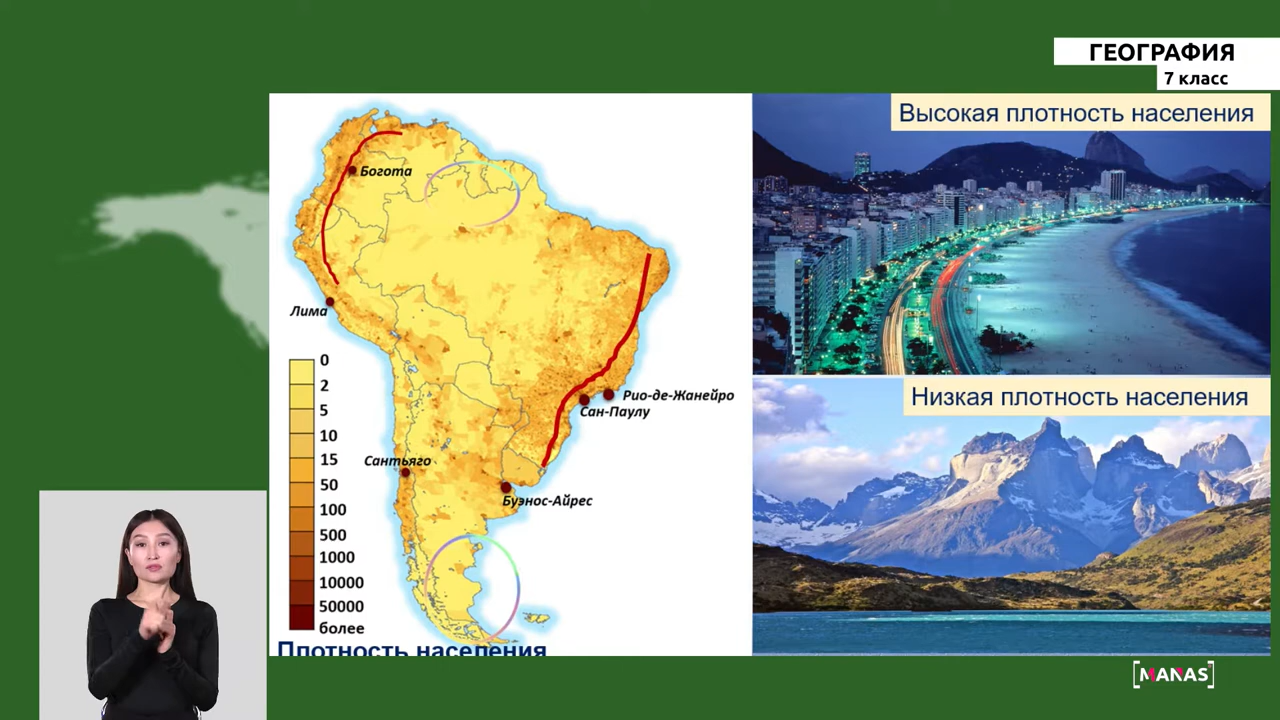 ГЕОГРАФИЯ
7 класс
Высокая плотность населения
Богота
Лима
0
2
5
10
15
50
100
500
1000
10000
50000
более
Рио-де-Жанейро
Сан-Паулу
Сантьяго
Буэнос-Айрес
Низкая плотность населения
Плотность населения
[MANAS]